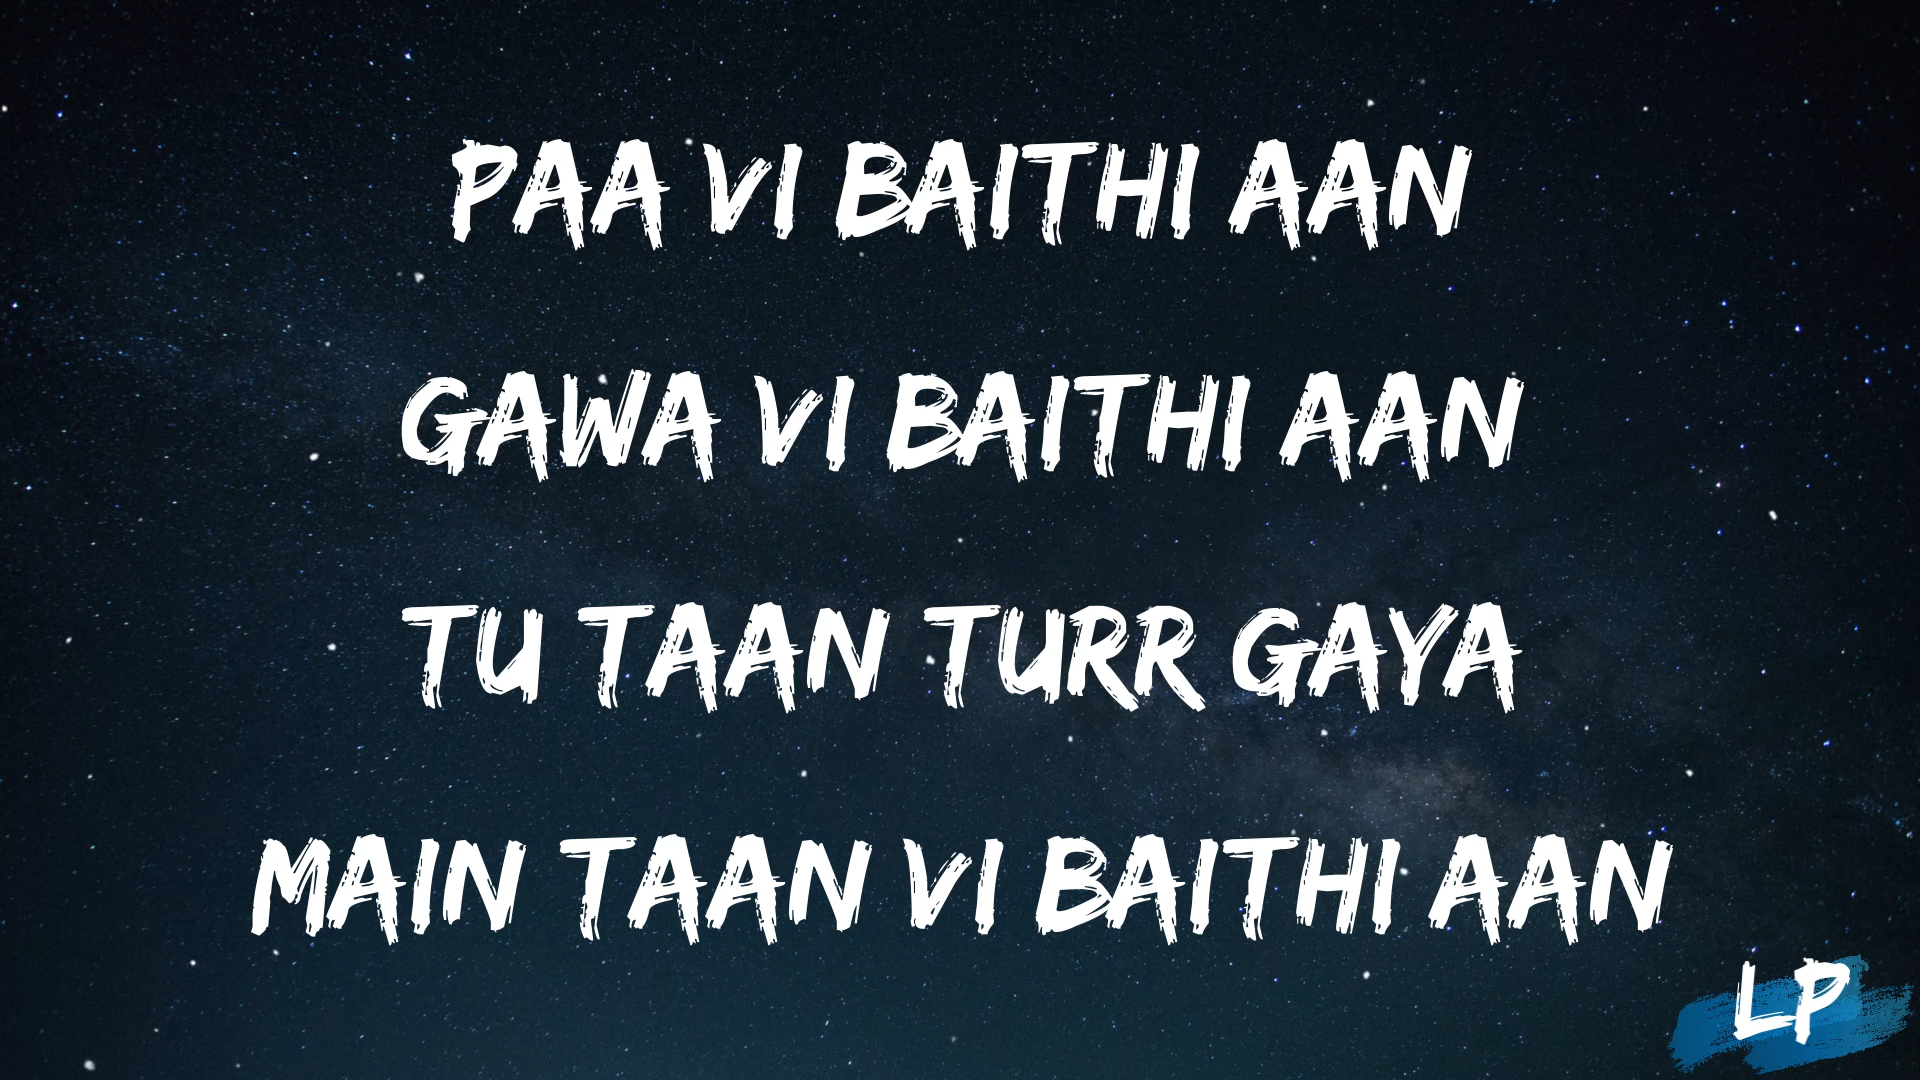 PAA VI BAITHI AAN
GAWA VI BAITHI AAN
TU TAAN TURR GAYA
MAIN TAAN VI BAITHI AAN
LP